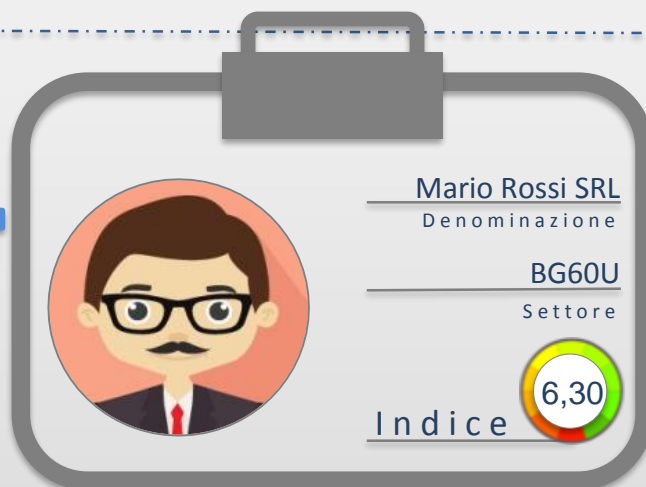 Mario Rossi SRL
Denominazione
BG60U
Settore
6,30
Indice